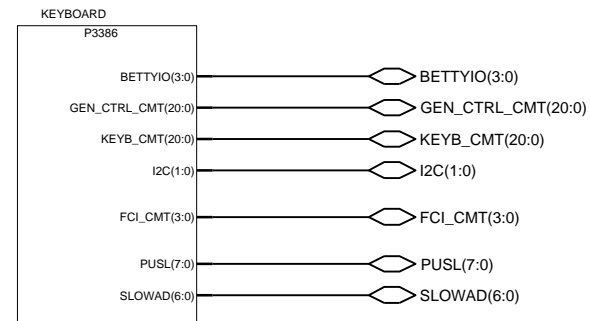 KEYBOARD
P3386
BETTYIO(3:0) BETTYIO(3:0)
GEN_CTRL_CMT(20:0) GEN_CTRL_CMT(20:0)
KEYB_CMT(20:0) KEYB_CMT(20:0)
I2C(1:0) I2C(1:0)
FCI_CMT(3:0) FCI_CMT(3:0)
PUSL(7:0) PUSL(7:0)
SLOWAD(6:0) SLOWAD(6:0)